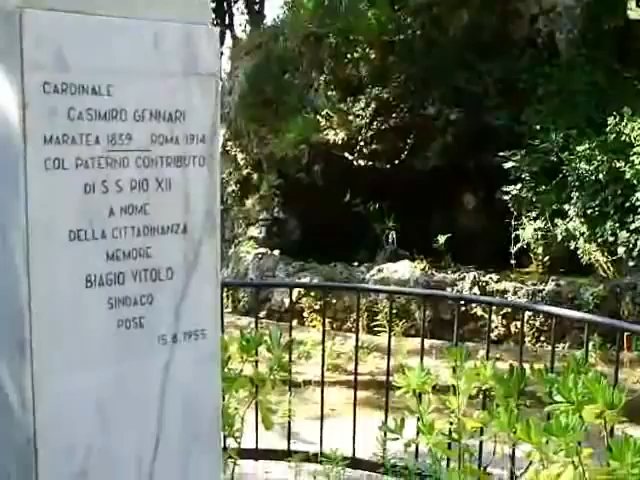 CARDINALE
CASIMIRO GENNARI
MARATEA 1839 ROMA 1914
COL PATERNO CONTRIBUTO
DI S S PIO XII
A NOME
DELLA CITTADINANZA
MEMORE
BIAGIO VITOLO
SINDACO
POSE
15.8.1955